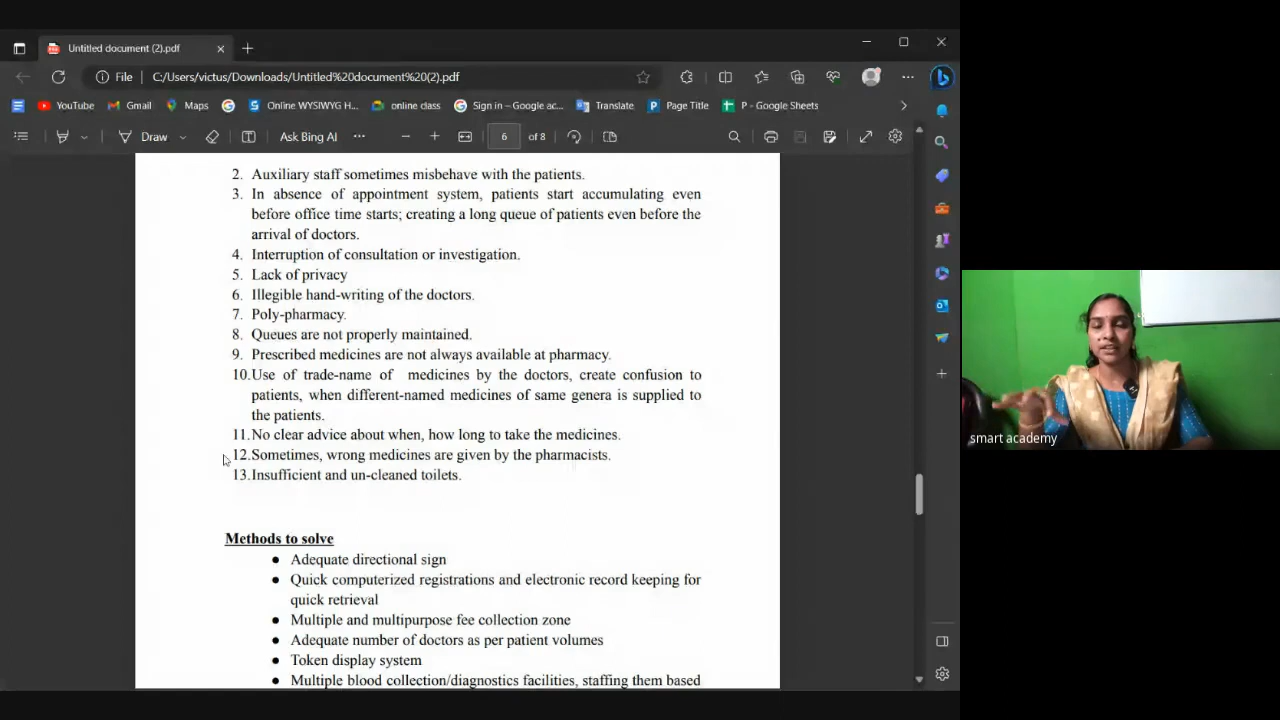 Untitled document (2).pdf
File C:/Users/victus/Downloads/Untitled%20document%20(2).pdf
YouTube Gmail Maps Online WYSIWYG H... online class Sign in – Google ac... Translate Page Title P - Google Sheets
Draw Ask Bing AI 6 of 8
2. Auxiliary staff sometimes misbehave with the patients.
3. In absence of appointment system, patients start accumulating even
before office time starts; creating a long queue of patients even before the
arrival of doctors.
4. Interruption of consultation or investigation.
5. Lack of privacy
6. Illegible hand-writing of the doctors.
7. Poly-pharmacy.
8. Queues are not properly maintained.
9. Prescribed medicines are not always available at pharmacy.
10. Use of trade-name of medicines by the doctors, create confusion to
patients, when different-named medicines of same genera is supplied to
the patients.
11. No clear advice about when, how long to take the medicines.
12. Sometimes, wrong medicines are given by the pharmacists.
13. Insufficient and un-cleaned toilets.
Methods to solve
● Adequate directional sign
● Quick computerized registrations and electronic record keeping for
quick retrieval
● Multiple and multipurpose fee collection zone
● Adequate number of doctors as per patient volumes
● Token display system
● Multiple blood collection/diagnostics facilities, staffing them based
smart academy